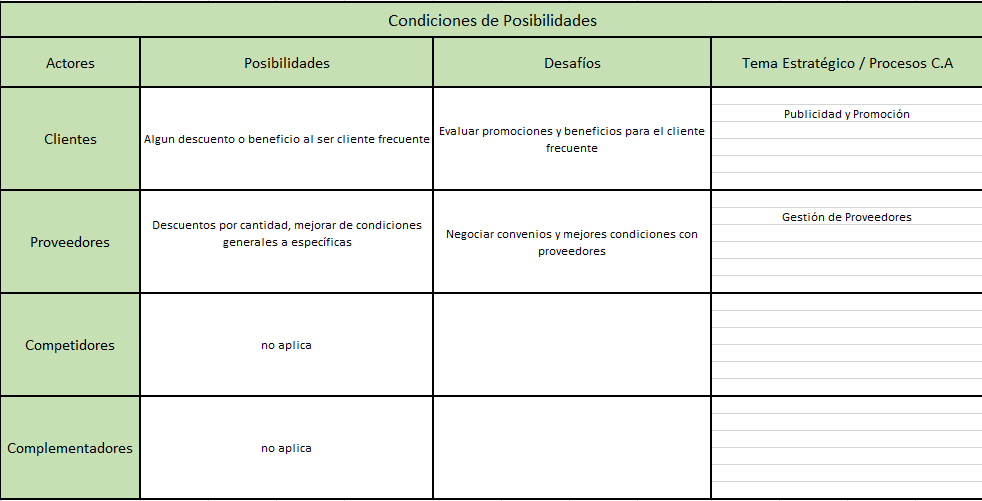 Condiciones de Posibilidades
Actores
Posibilidades
Desafíos
Tema Estratégico / Procesos C.A
Clientes
Algun descuento o beneficio al ser cliente frecuente
Evaluar promociones y beneficios para el cliente
frecuente
Publicidad y Promoción
Proveedores
Descuentos por cantidad, mejorar de condiciones
generales a específicas
Negociar convenios y mejores condiciones con
proveedores
Gestión de Proveedores
Competidores
no aplica
Complementadores
no aplica